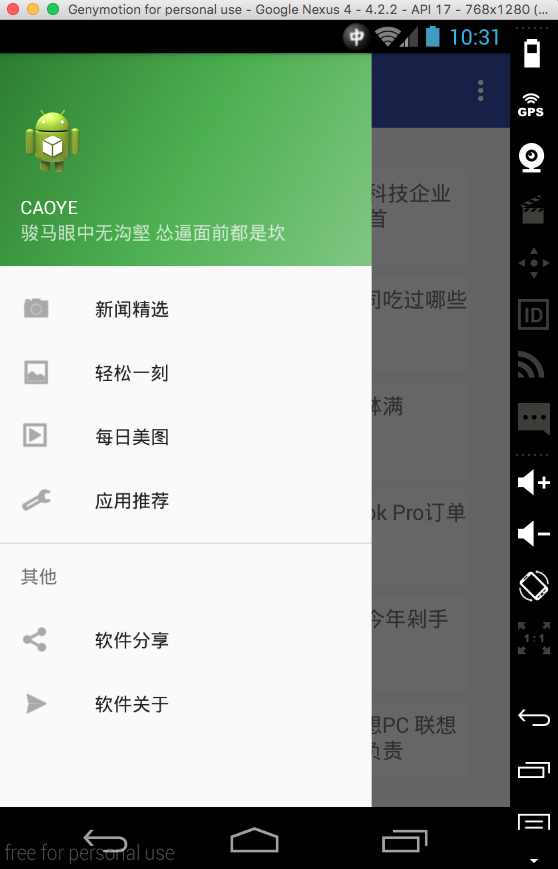 Genymotion for personal use - Google Nexus 4 - 4.2.2 - API 17 - 768x1280 (...
中
10:31
GPS
CAOYE
骏马眼中无沟壑 怂逼面前都是坎
科技企业
首
新闻精选
司吃过哪些
ID
轻松一刻
体满
每日美图
应用推荐
ok Pro订单
其他
今年剁手
软件分享
1:1
软件关于
想PC 联想
负责
free for personal use